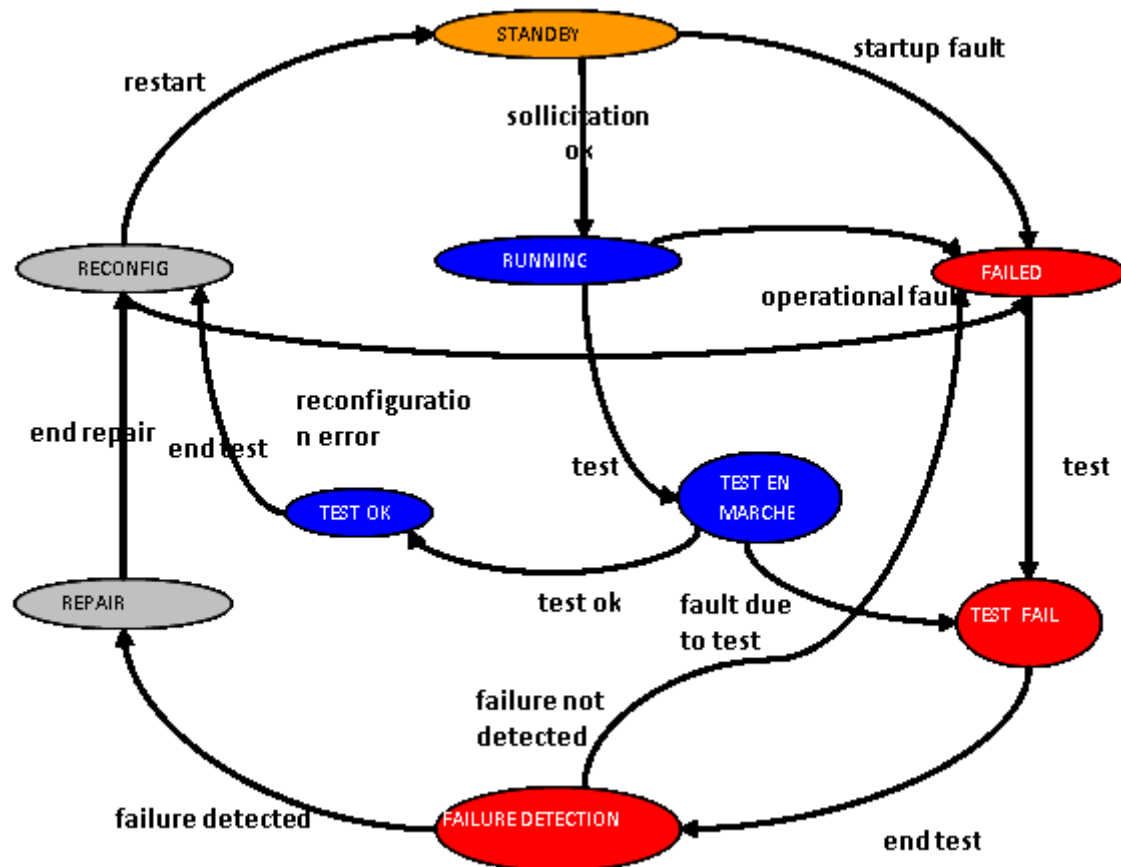 STANDBY
startup fault
restart
sollicitation
ok
RECONFIG
RUNNING
FAILED
operational faul
reconfiguratio
n error
end repair
end test
test
TEST EN
MARCHE
test
TEST OK
REPAIR
test ok
fault due
to test
TEST FAIL
failure not
detected
failure detected
FAILURE DETECTION
end test